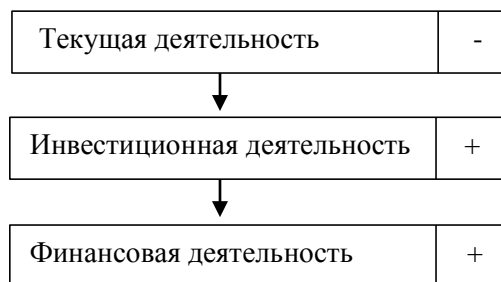 Текущая деятельность -
Инвестиционная деятельность +
Финансовая деятельность +